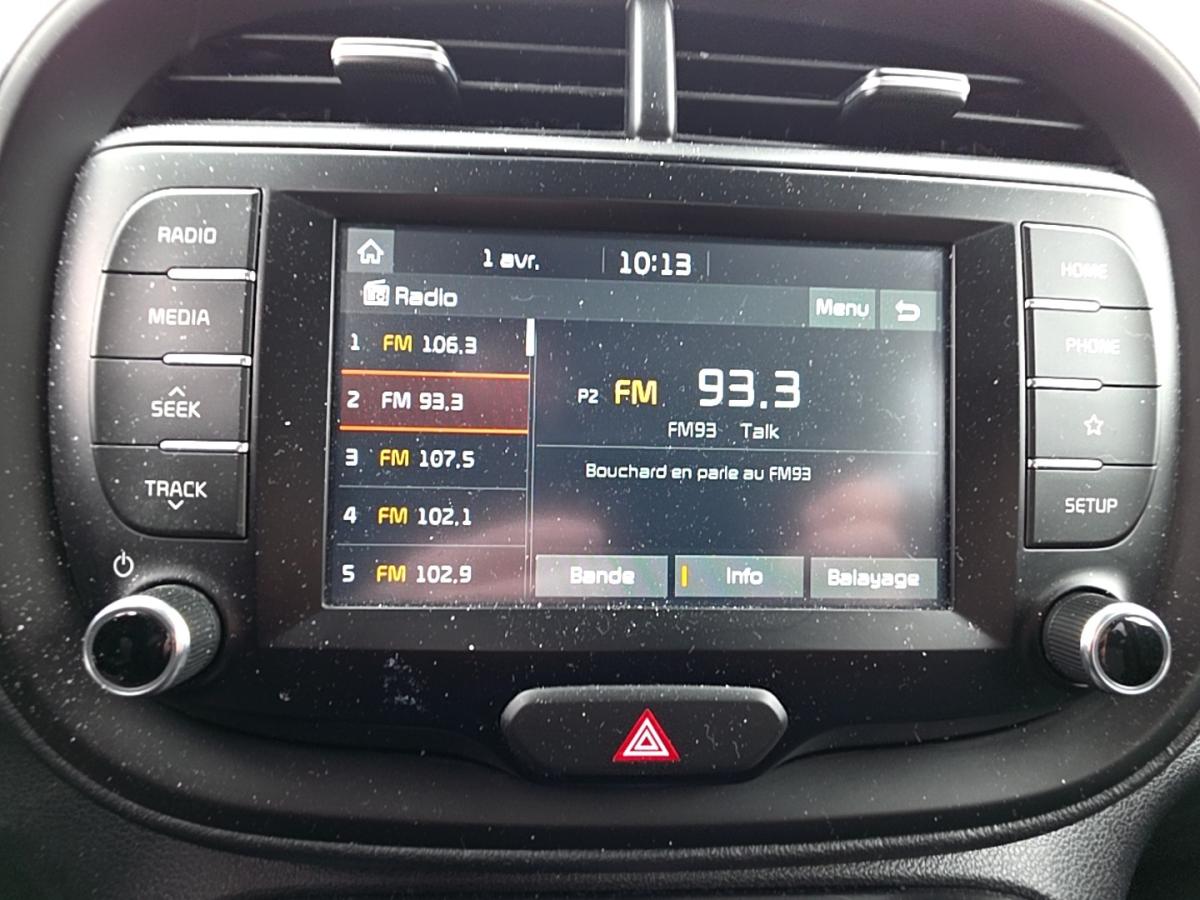 RADIO
MEDIA
SEEK
TRACK
1 avr. 10:13
Radio
Menu
1 FM 106.3
2 FM 93.3
3 FM 107.5
4 FM 102.1
5 FM 102.9
P2 FM 93.3
FM93 Talk
Bouchard en parle au FM93
Bande
Info
Balayage
HOME
PHONE
SETUP